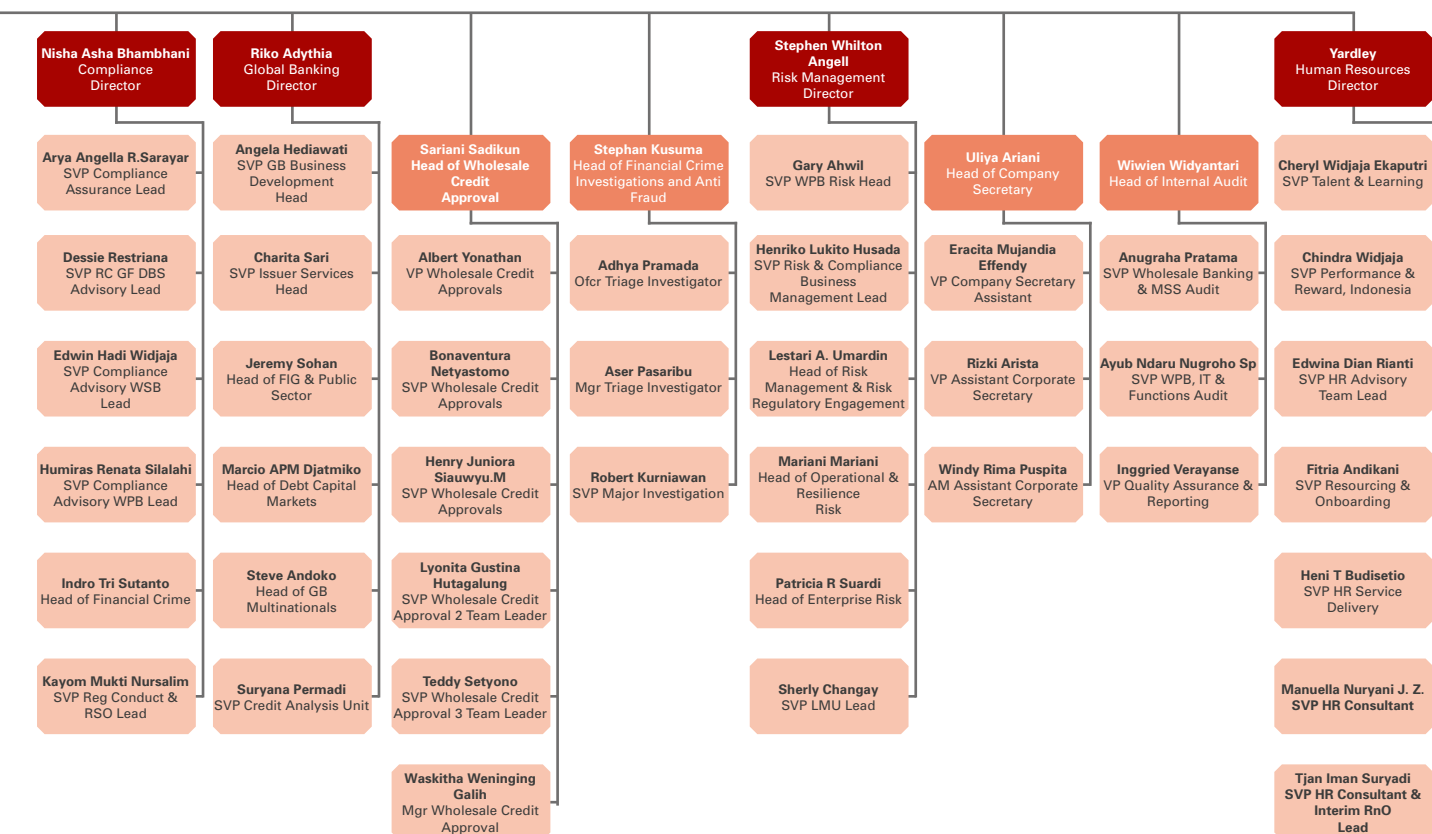 Nisha Asha Bhambhani
Compliance
Director
Arya Angella R.Sarayar
SVP Compliance
Assurance Lead
Dessie Restriana
SVP RC GF DBS
Advisory Lead
Edwin Hadi Widjaja
SVP Compliance
Advisory WSB
Lead
Humiras Renata Silalahi
SVP Compliance
Advisory WPB Lead
Indro Tri Sutanto
Head of Financial Crime
Kayom Mukti Nursalim
SVP Reg Conduct &
RSO Lead
Riko Adythia
Global Banking
Director
Angela Hediawati
SVP GB Business
Development
Head
Charita Sari
SVP Issuer Services
Head
Jeremy Sohan
Head of FIG & Public
Sector
Marcio APM Djatmiko
Head of Debt Capital
Markets
Steve Andoko
Head of GB
Multinationals
Suryana Permadi
SVP Credit Analysis Unit
Sariani Sadikun
Head of Wholesale
Credit
Approval
Albert Yonathan
VP Wholesale Credit
Approvals
Bonaventura
Netyastomo
SVP Wholesale Credit
Approvals
Henry Juniora
Siauwyu.M
SVP Wholesale Credit
Approvals
Lyonita Gustina
Hutagalung
SVP Wholesale Credit
Approval 2 Team Leader
Teddy Setyono
SVP Wholesale Credit
Approval 3 Team Leader
Waskitha Weninging
Galih
Mgr Wholesale Credit
Approval
Stephan Kusuma
Head of Financial Crime
Investigations and Anti
Fraud
Adhya Pramada
Ofcr Triage Investigator
Aser Pasaribu
Mgr Triage Investigator
Robert Kurniawan
SVP Major Investigation
Stephen Whilton
Angell
Risk Management
Director
Gary Ahwil
SVP WPB Risk Head
Henriko Lukito Husada
SVP Risk & Compliance
Business
Management Lead
Lestari A. Umardin
Head of Risk
Management & Risk
Regulatory Engagement
Mariani Mariani
Head of Operational &
Resilience
Risk
Patricia R Suardi
Head of Enterprise Risk
Sherly Changay
SVP LMU Lead
Uliya Ariani
Head of Company
Secretary
Eracita Mujandia
Effendy
VP Company Secretary
Assistant
Rizki Arista
VP Assistant Corporate
Secretary
Windy Rima Puspita
AM Assistant Corporate
Secretary
Wiwien Widyantari
Head of Internal Audit
Anugraha Pratama
SVP Wholesale Banking
& MSS Audit
Ayub Ndaru Nugroho Sp
SVP WPB, IT &
Functions Audit
Inggried Verayanse
VP Quality Assurance &
Reporting
Yardley
Human Resources
Director
Cheryl Widjaja Ekaputri
SVP Talent & Learning
Chindra Widjaja
SVP Performance &
Reward, Indonesia
Edwina Dian Rianti
SVP HR Advisory
Team Lead
Fitria Andikani
SVP Resourcing &
Onboarding
Heni T Budisetio
SVP HR Service
Delivery
Manuella Nuryani J. Z.
SVP HR Consultant
Tjan Iman Suryadi
SVP HR Consultant &
Interim RnO
Lead